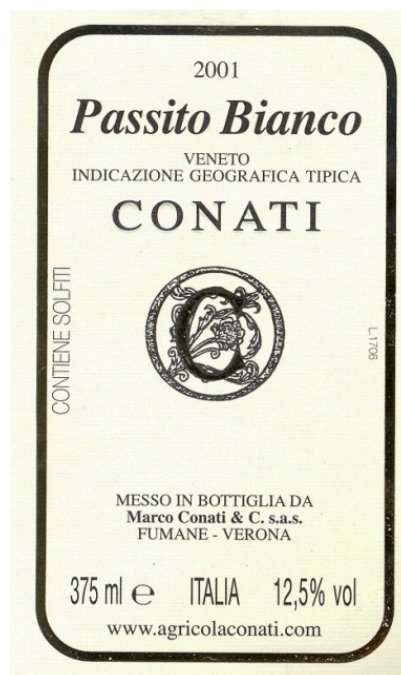 2001
Passito Bianco
VENETO
INDICAZIONE GEOGRAFICA TIPICA
CONATI
C
CONTIENE SOLFITI
L.1706
MESSO IN BOTTIGLIA DA
Marco Conati & C. s.a.s.
FUMANE - VERONA
375 ml e ITALIA 12,5% vol
www.agricolaconati.com